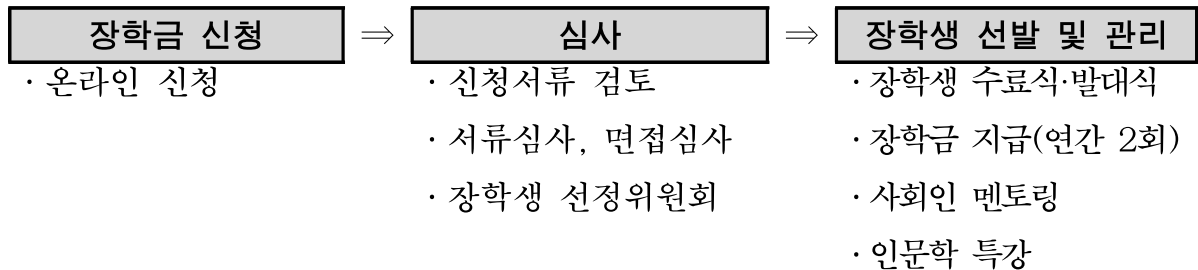 장학금 신청 ⇒ 심사 ⇒ 장학생 선발 및 관리
· 온라인 신청
· 신청서류 검토
· 서류심사, 면접심사
· 장학생 선정위원회
· 장학생 수료식·발대식
· 장학금 지급(연간 2회)
· 사회인 멘토링
· 인문학 특강